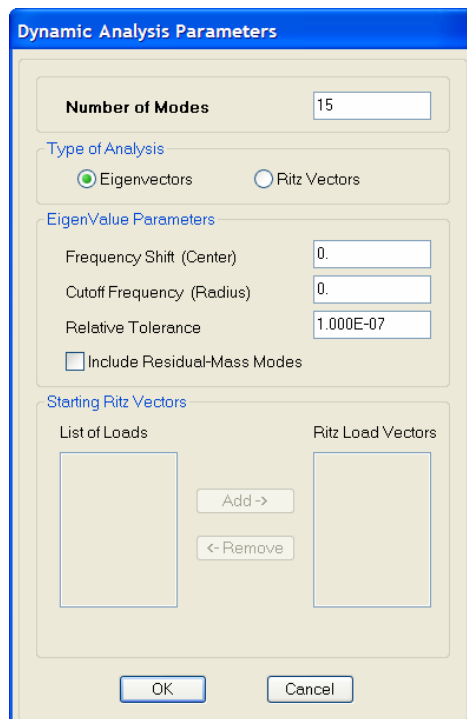 Dynamic Analysis Parameters
Number of Modes 15
Type of Analysis
Eigenvectors Ritz Vectors
EigenValue Parameters
Frequency Shift (Center) 0.
Cutoff Frequency (Radius) 0.
Relative Tolerance 1.000E-07
Include Residual-Mass Modes
Starting Ritz Vectors
List of Loads Ritz Load Vectors
Add ->
<- Remove
OK Cancel